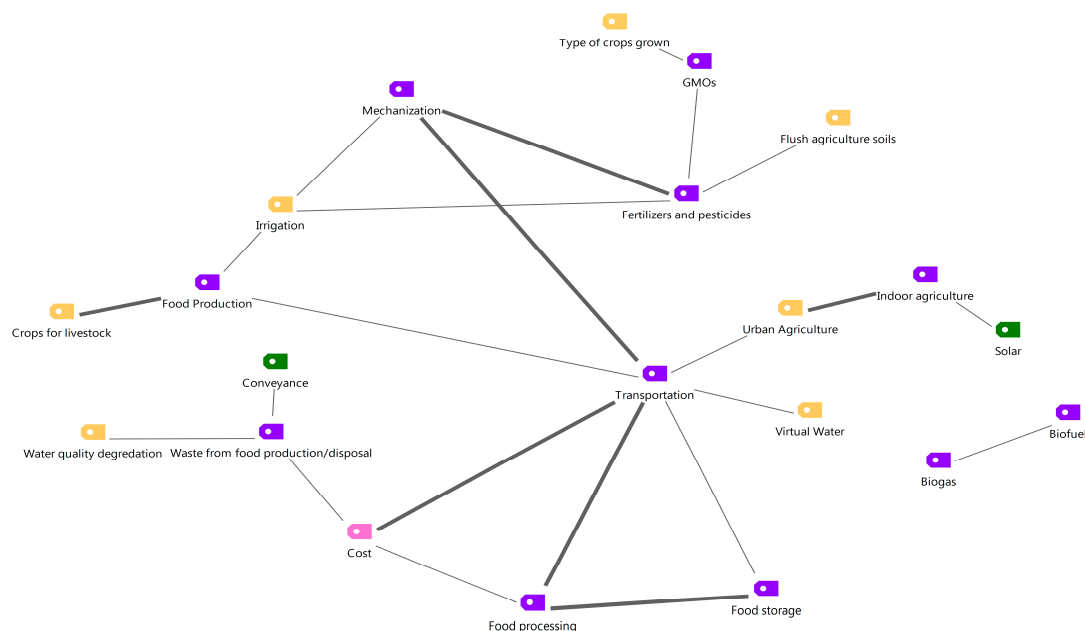 Type of crops grown
GMOs
Mechanization
Flush agriculture soils
Fertilizers and pesticides
Irrigation
Indoor agriculture
Food Production
Urban Agriculture
Crops for livestock
Solar
Conveyance
Transportation
Virtual Water
Biofuel
Water quality degredation
Waste from food production/disposal
Biogas
Cost
Food storage
Food processing